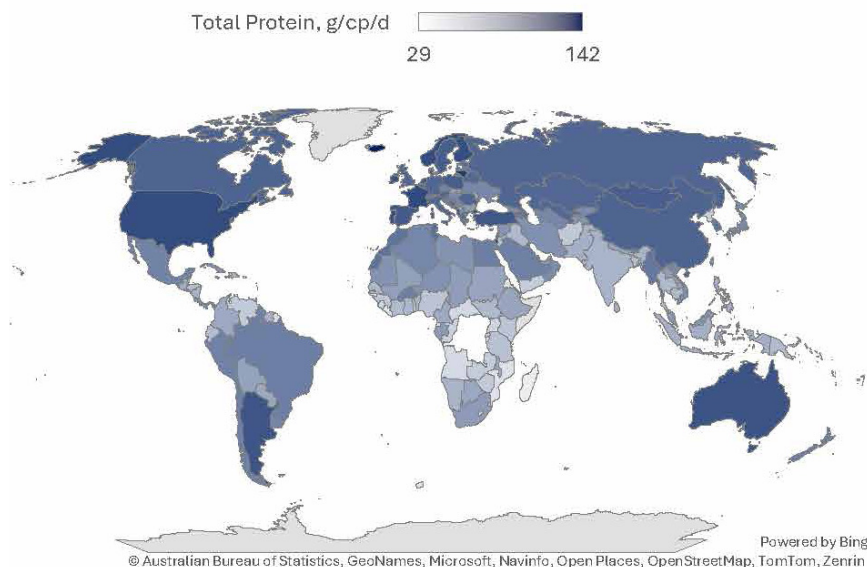 Total Protein, g/cp/d
29 142
Powered by Bing
© Australian Bureau of Statistics, GeoNames, Microsoft, Navinfo, Open Places, OpenStreetMap, TomTom, Zenrin